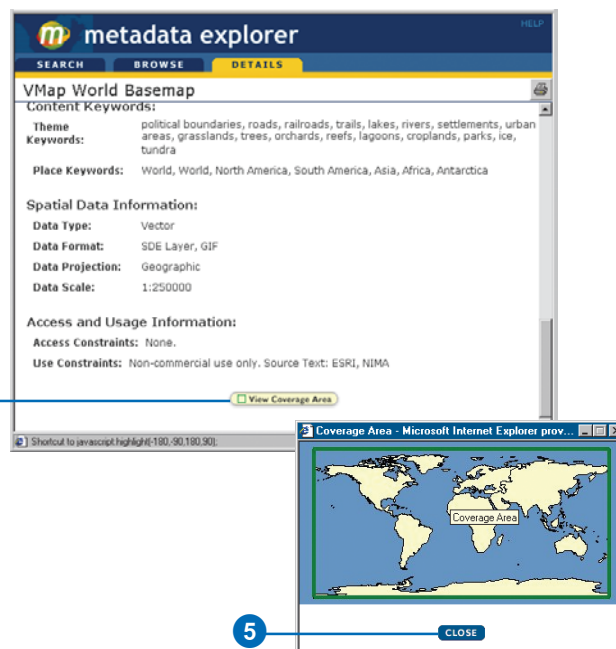 m metadata explorer
HELP
SEARCH BROWSE DETAILS
VMap World Basemap
Content Keywords:
Theme Keywords: political boundaries, roads, railroads, trails, lakes, rivers, settlements, urban
areas, grasslands, trees, orchards, reefs, lagoons, croplands, parks, ice,
tundra
Place Keywords: World, World, North America, South America, Asia, Africa, Antarctica
Spatial Data Information:
Data Type: Vector
Data Format: SDE Layer, GIF
Data Projection: Geographic
Data Scale: 1:250000
Access and Usage Information:
Access Constraints: None.
Use Constraints: Non-commercial use only. Source Text: ESRI, NIMA
View Coverage Area
Shortcut to javascript:highlight(-180,-90,180,90);
Coverage Area - Microsoft Internet Explorer prov...
Coverage Area
5
CLOSE